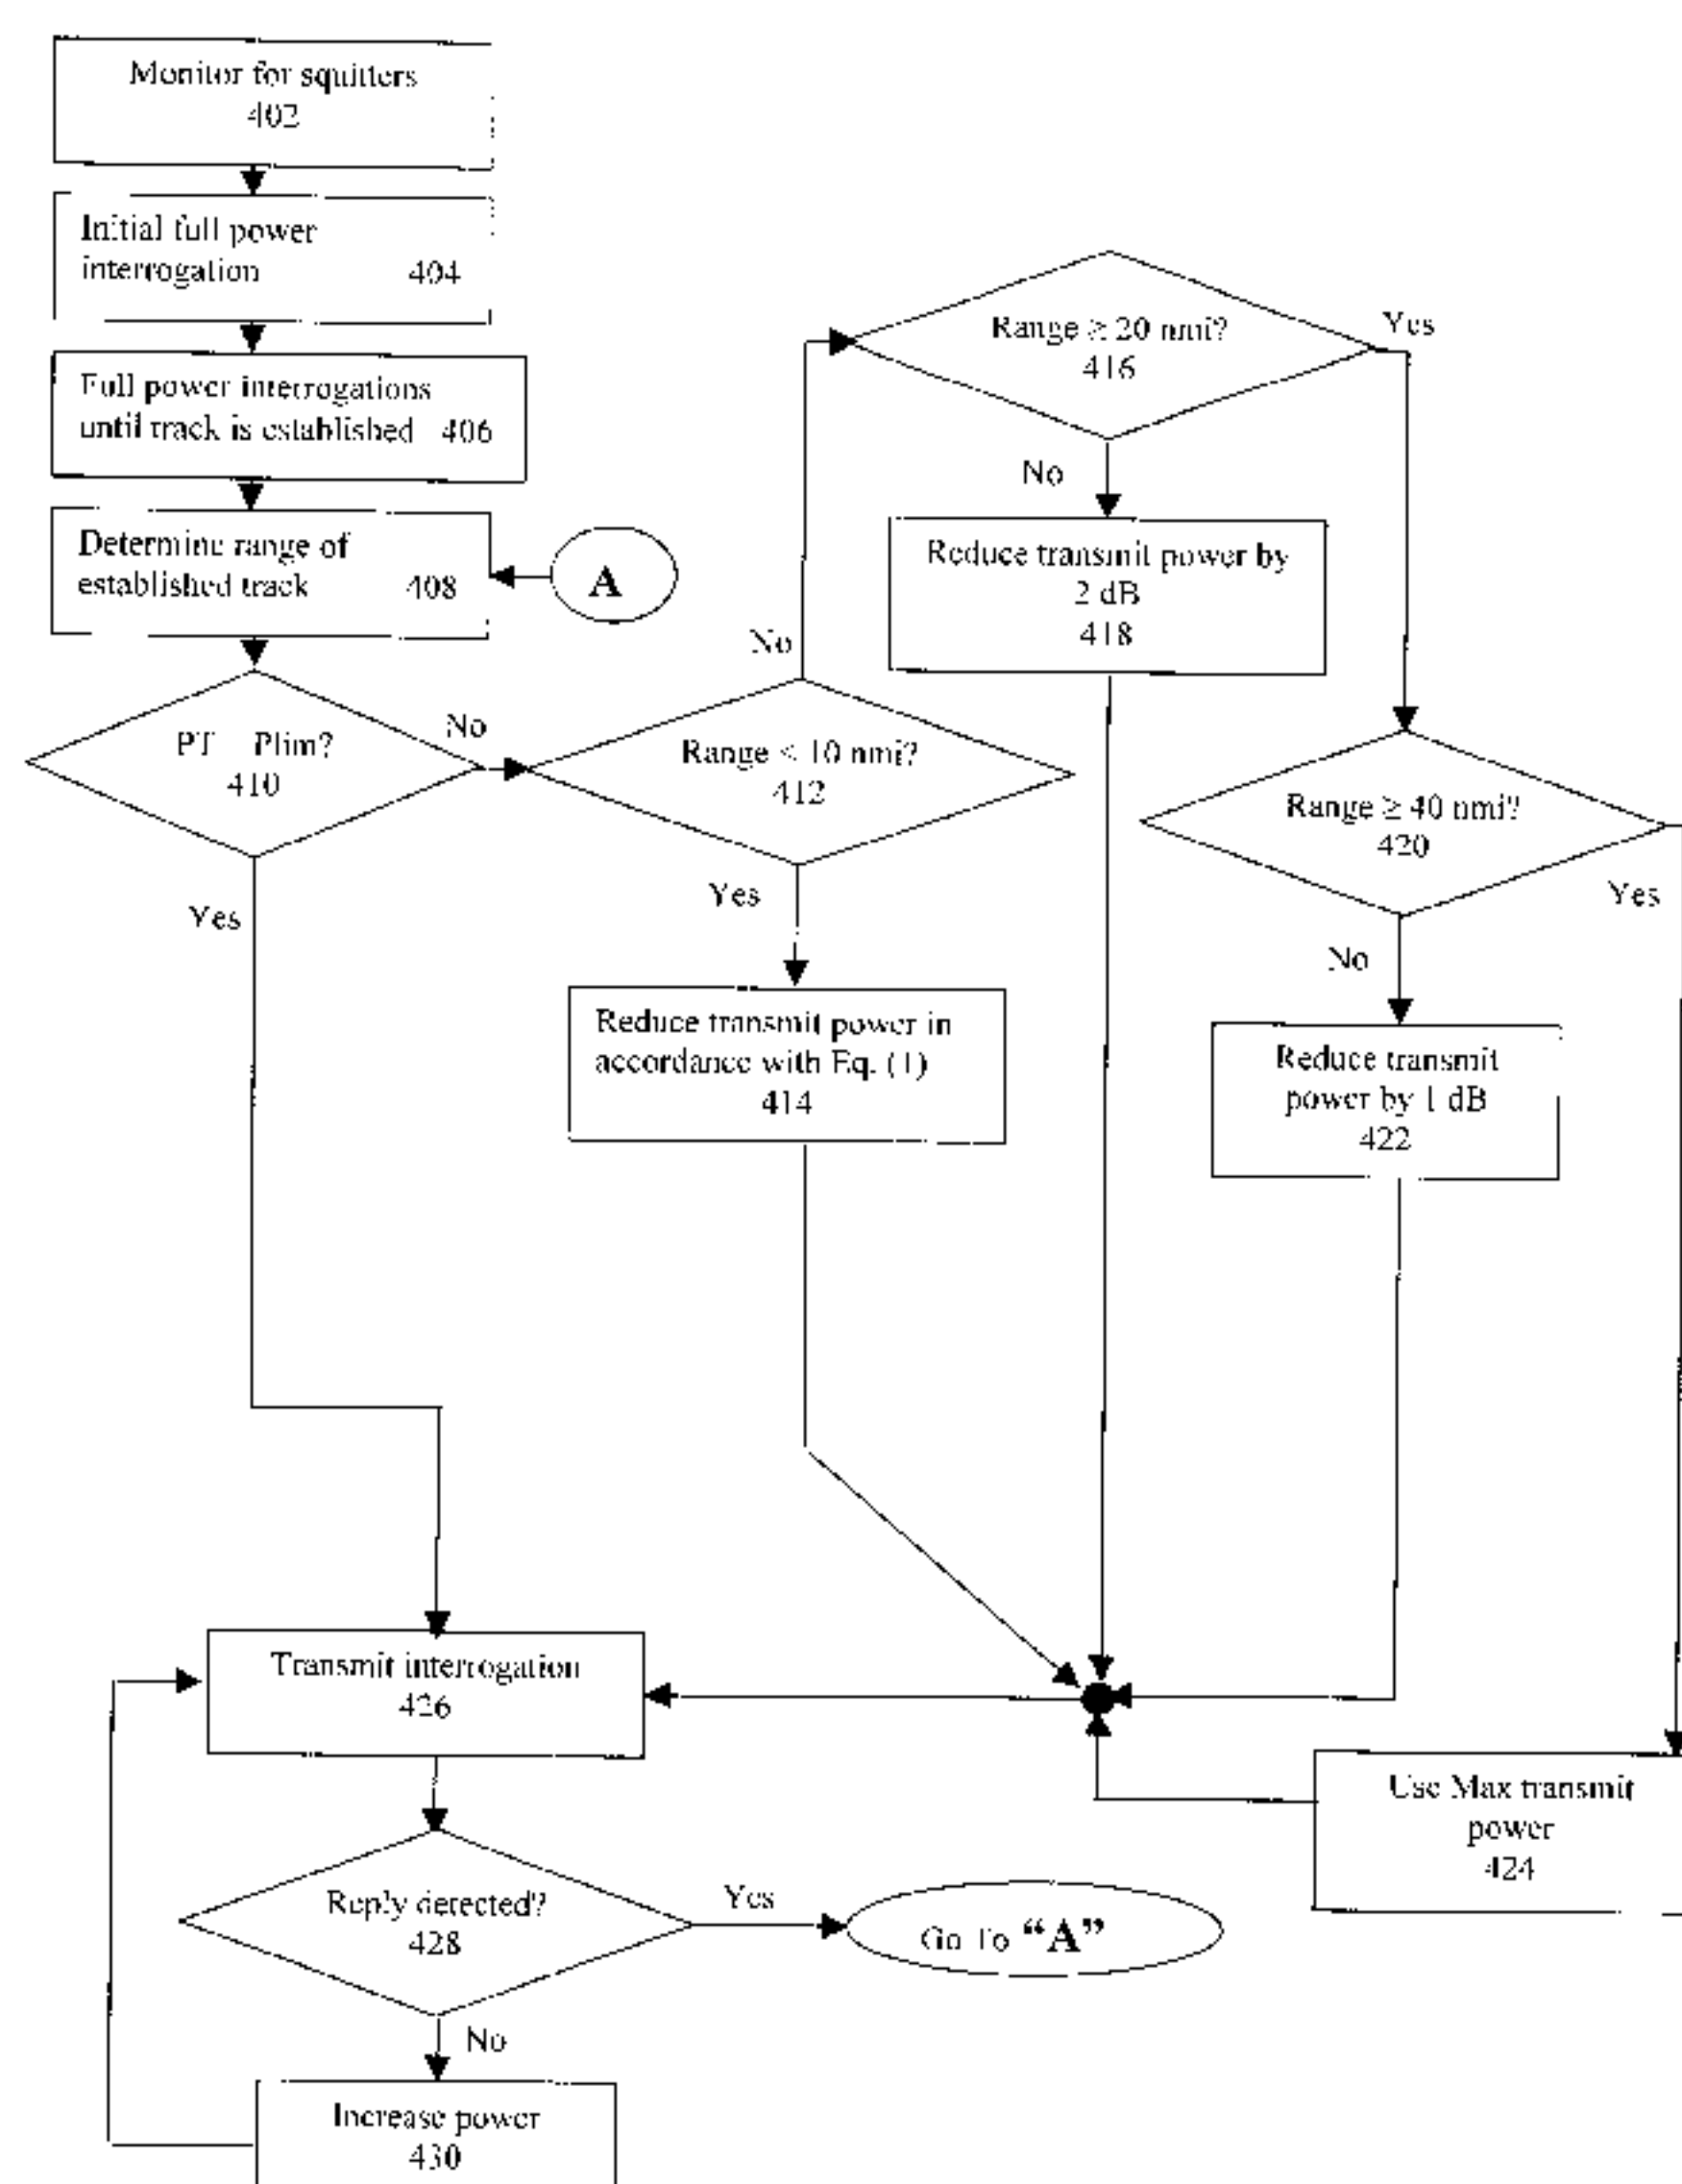 Monitor for squitters
402
Initial full power
interrogation 404
Full power interrogations
until track is established 406
Determine range of
established track 408
A
PT Plim?
410
Yes
No
Range < 10 nmi?
412
No
Yes
Reduce transmit power in
accordance with Eq. (1)
414
Range ≥ 20 nmi?
416
Yes
No
Reduce transmit power by
2 dB
418
Range ≥ 40 nmi?
420
Yes
No
Reduce transmit
power by 1 dB
422
Use Max transmit
power
424
Transmit interrogation
426
Reply detected?
428
Yes
Go To “A”
No
Increase power
430